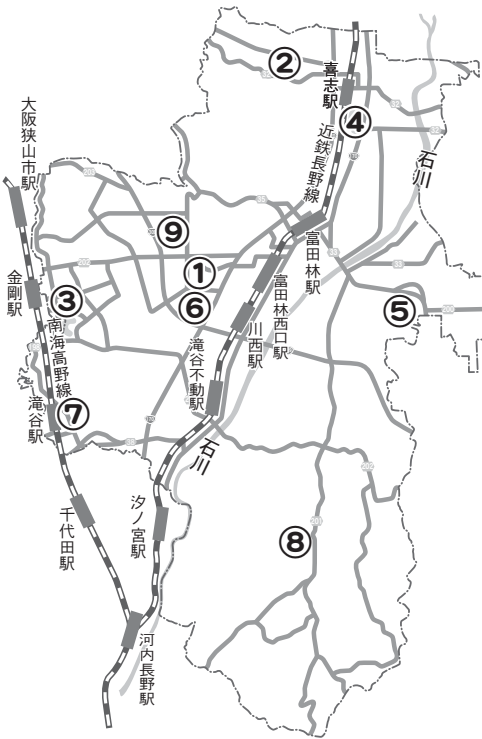 ②
喜志駅
④
近鉄長野線
石川
大阪狭山市駅
⑨
富田林駅
①
金剛駅
③
⑥
富田林西口駅
⑤
南海高野線
川西駅
滝谷不動駅
滝谷駅
⑦
石川
汐ノ宮駅
千代田駅
⑧
河内長野駅